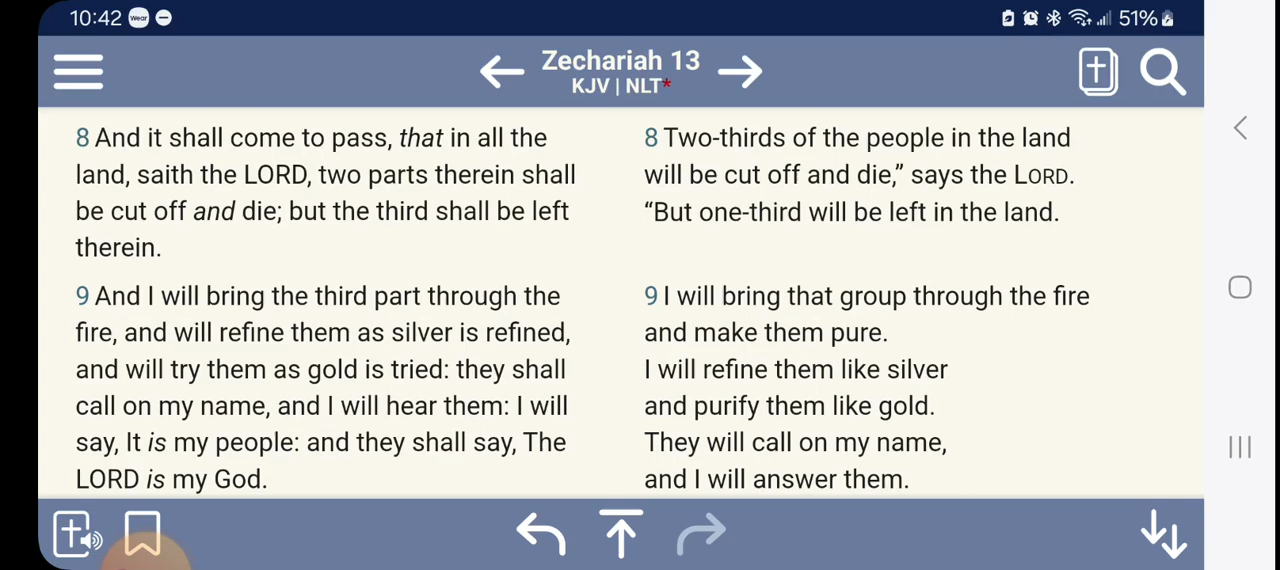 10:42 Wear 51%
Zechariah 13
KJV | NLT*
8 And it shall come to pass, that in all the
land, saith the LORD, two parts therein shall
be cut off and die; but the third shall be left
therein.
9 And I will bring the third part through the
fire, and will refine them as silver is refined,
and will try them as gold is tried: they shall
call on my name, and I will hear them: I will
say, It is my people: and they shall say, The
LORD is my God.
8 Two-thirds of the people in the land
will be cut off and die,” says the LORD.
“But one-third will be left in the land.
9 I will bring that group through the fire
and make them pure.
I will refine them like silver
and purify them like gold.
They will call on my name,
and I will answer them.